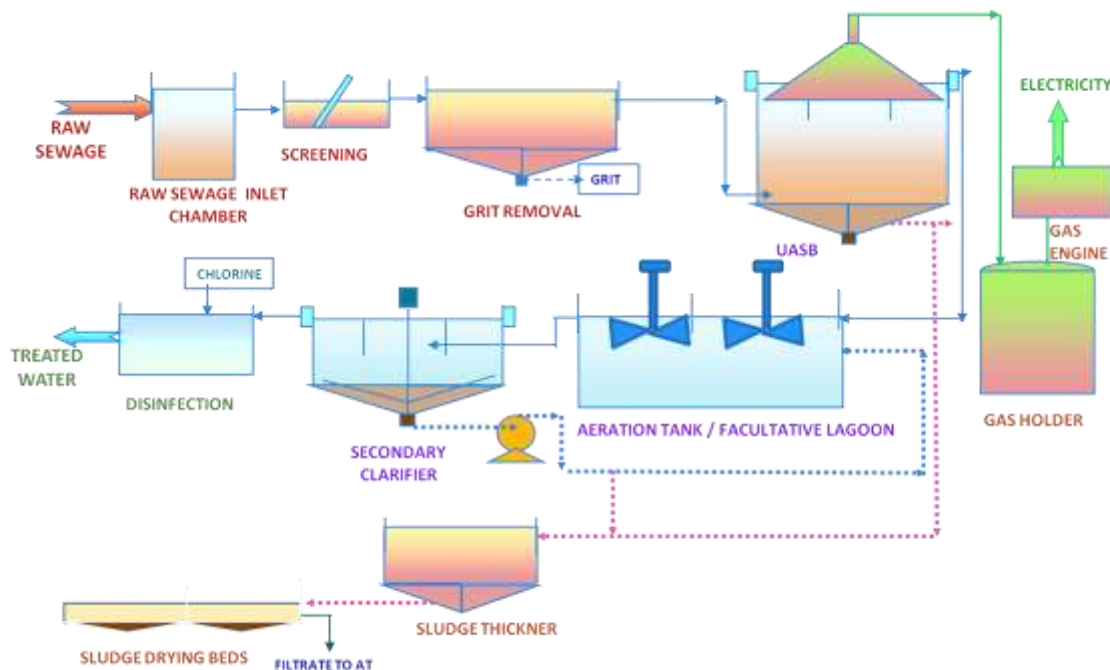 RAW
SEWAGE
RAW SEWAGE INLET
CHAMBER
SCREENING
GRIT
GRIT REMOVAL
UASB
ELECTRICITY
GAS
ENGINE
GAS HOLDER
CHLORINE
TREATED
WATER
DISINFECTION
SECONDARY
CLARIFIER
AERATION TANK / FACULTATIVE LAGOON
SLUDGE THICKNER
SLUDGE DRYING BEDS
FILTRATE TO AT